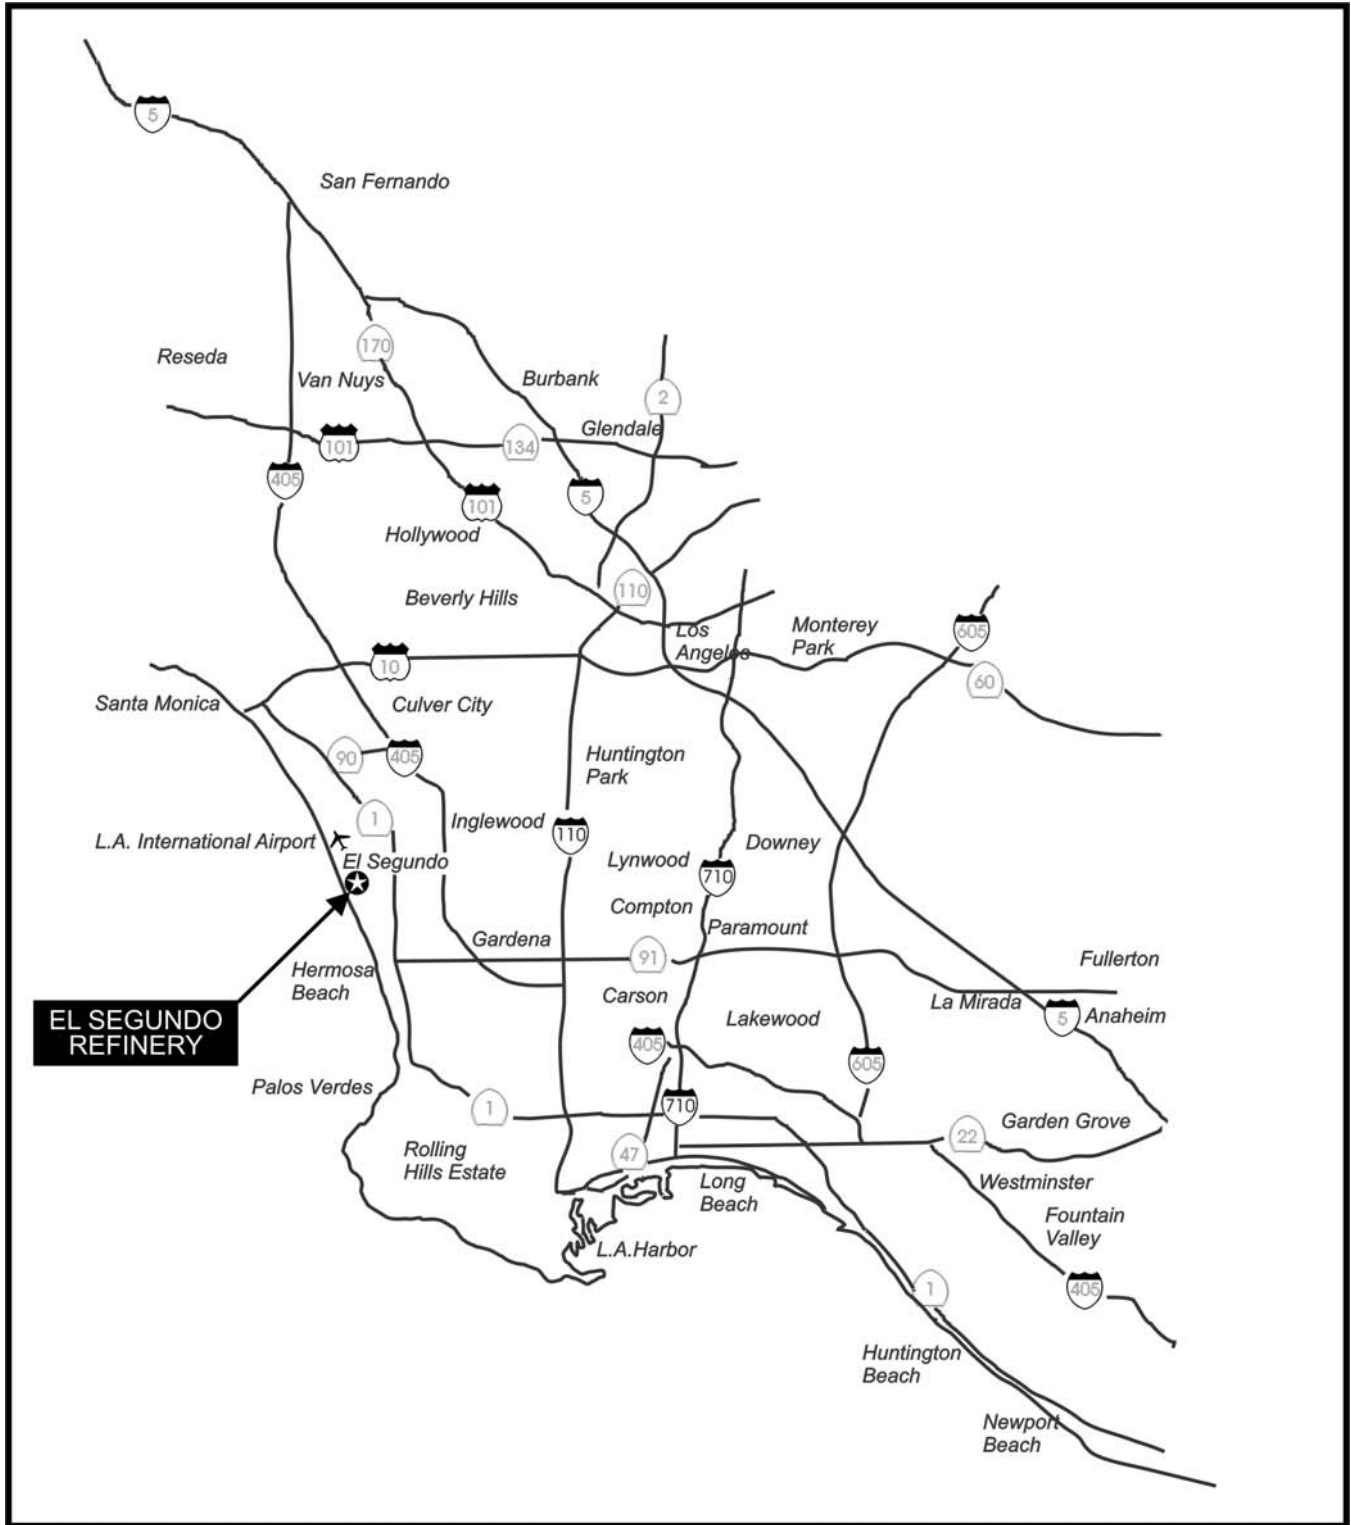 5
San Fernando
170
Reseda
Van Nuys
Burbank
2
Glendale
101
134
405
101
5
Hollywood
110
Beverly Hills
Los
Angeles
Monterey
Park
605
10
60
Santa Monica
Culver City
90
405
Huntington
Park
1
Inglewood
110
L.A. International Airport
El Segundo
Lynwood
710
Downey
Compton
Paramount
Gardena
91
Fullerton
Hermosa
Beach
Carson
La Mirada
EL SEGUNDO
REFINERY
405
Lakewood
5
Anaheim
605
Palos Verdes
1
710
Garden Grove
22
Rolling
Hills Estate
47
Long
Beach
Westminster
Fountain
Valley
L.A.Harbor
1
405
Huntington
Beach
Newport
Beach